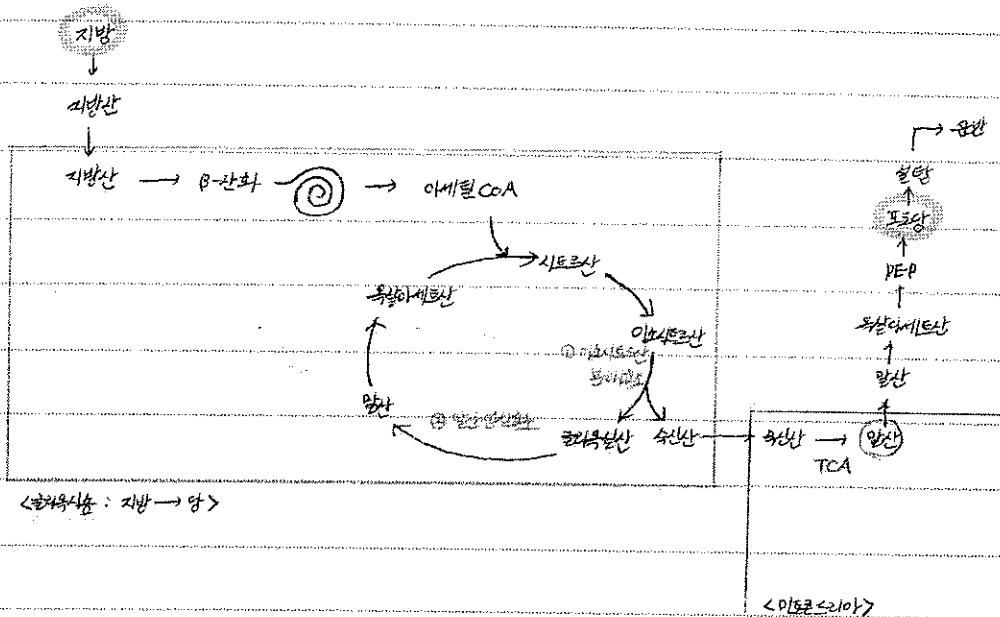 지방
지방산
지방산 → β-산화 → 아세틸CoA
시트르산
옥살아세트산
이소시트르산
① 이소시트르산
분해효소
말산
② 말산 합성효소
글리옥실산
숙신산
<글리옥시좀 : 지방 → 당>
운반
설탕
포도당
PEP
옥살아세트산
말산
숙신산 → 말산
TCA
<미토콘드리아>